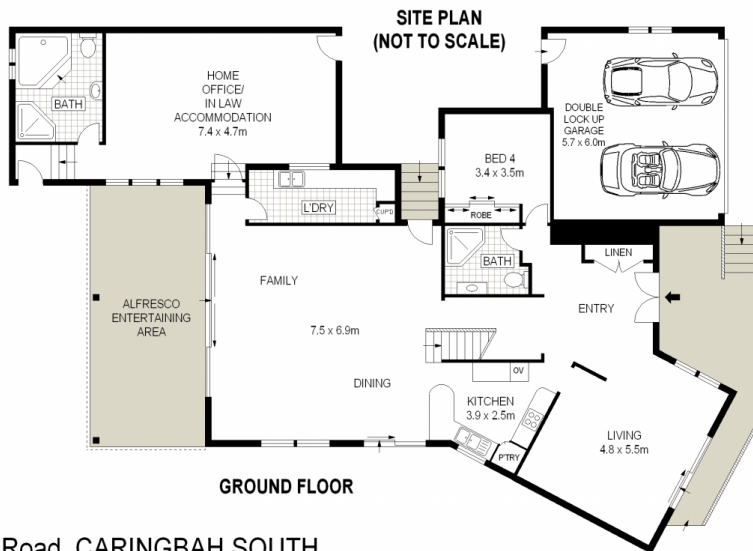 SITE PLAN
(NOT TO SCALE)
BATH
HOME
OFFICE/
IN LAW
ACCOMMODATION
7.4 x 4.7m
DOUBLE
LOCK UP
GARAGE
5.7 x 6.0m
BED 4
3.4 x 3.5m
ROBE
L'DRY
CUP'D
BATH
LINEN
ENTRY
FAMILY
7.5 x 6.9m
DINING
ALFRESCO
ENTERTAINING
AREA
OV
KITCHEN
3.9 x 2.5m
P'TRY
LIVING
4.8 x 5.5m
GROUND FLOOR
Road, CARINGBAH SOUTH